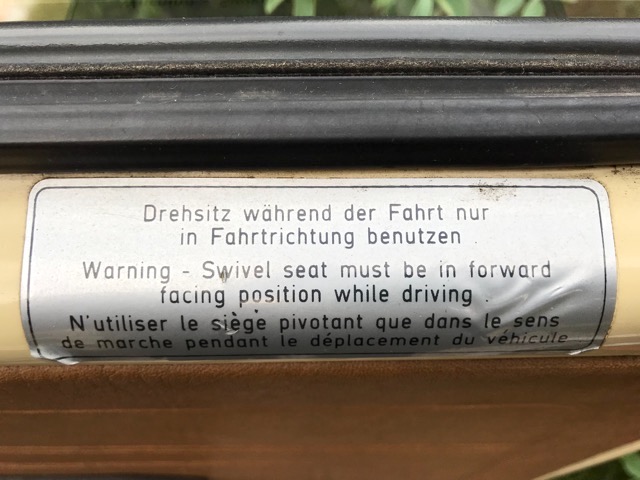 Drehsitz während der Fahrt nur
in Fahrtrichtung benutzen.
Warning - Swivel seat must be in forward
facing position while driving.
N'utiliser le siège pivotant que dans le sens
de marche pendant le déplacement du véhicule.